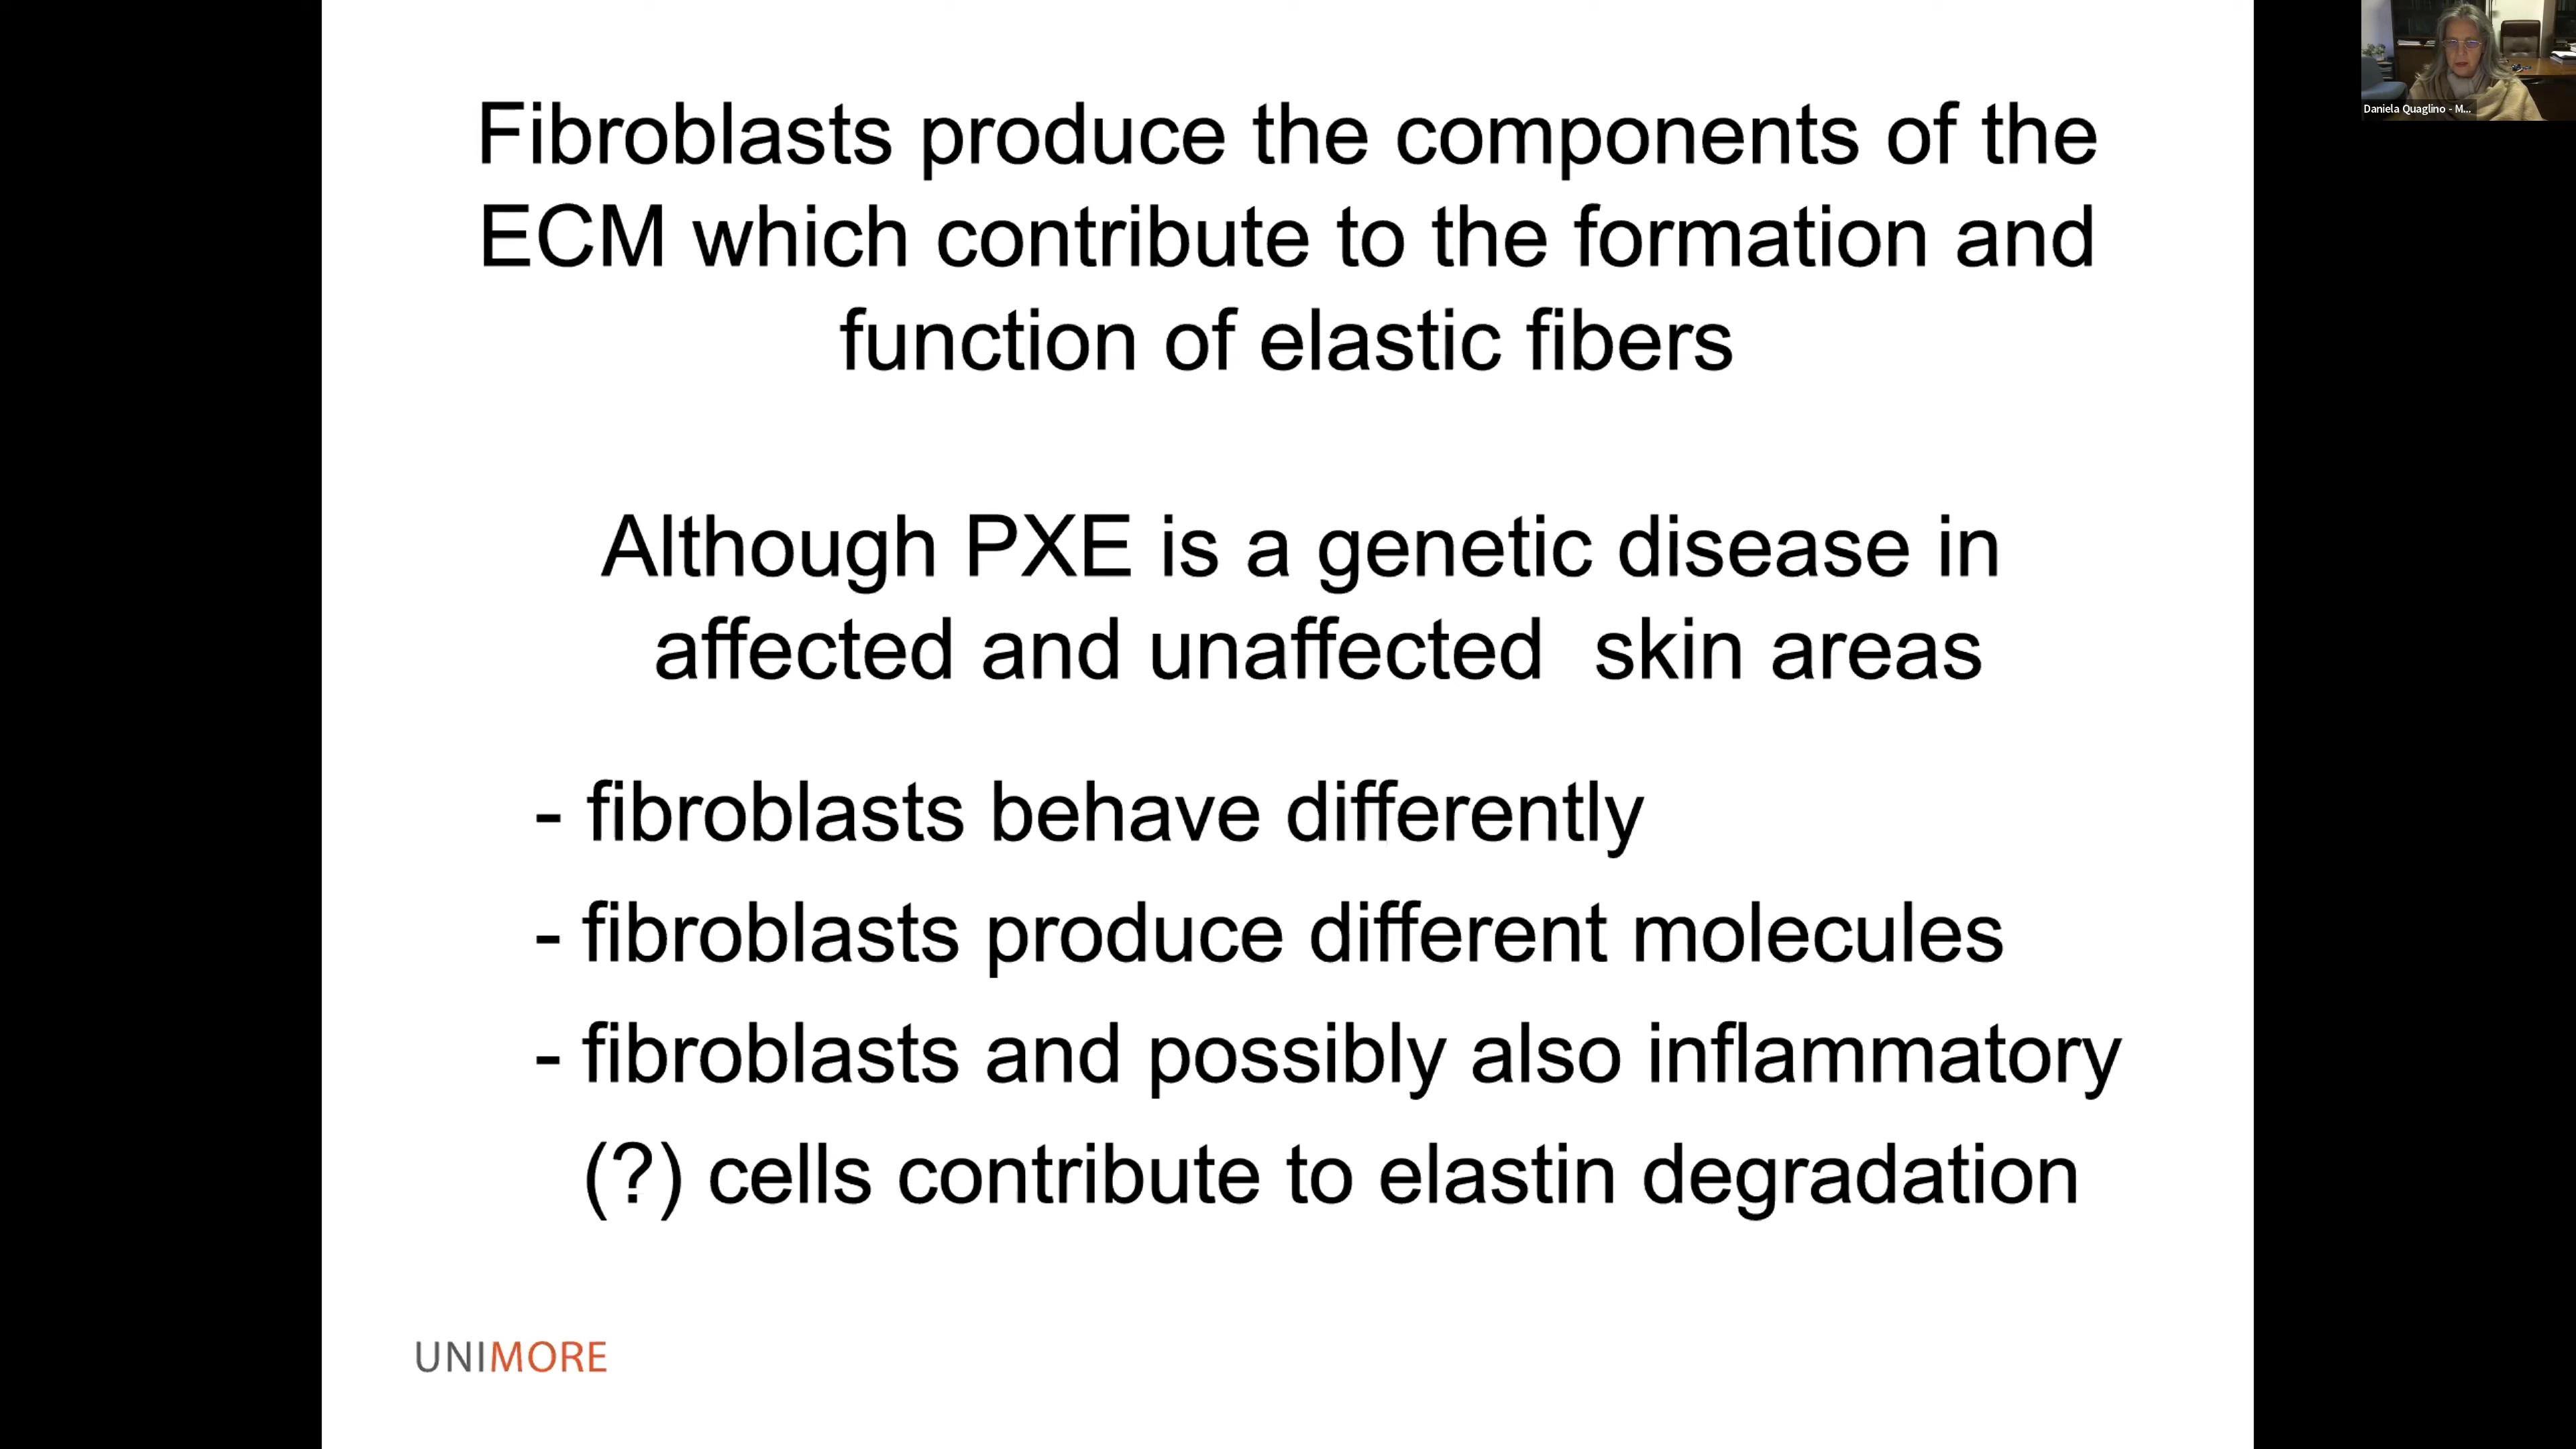 Fibroblasts produce the components of the
ECM which contribute to the formation and
function of elastic fibers
Although PXE is a genetic disease in
affected and unaffected skin areas
- fibroblasts behave differently
- fibroblasts produce different molecules
- fibroblasts and possibly also inflammatory
(?) cells contribute to elastin degradation
UNIMORE
Daniela Quaglino - M...